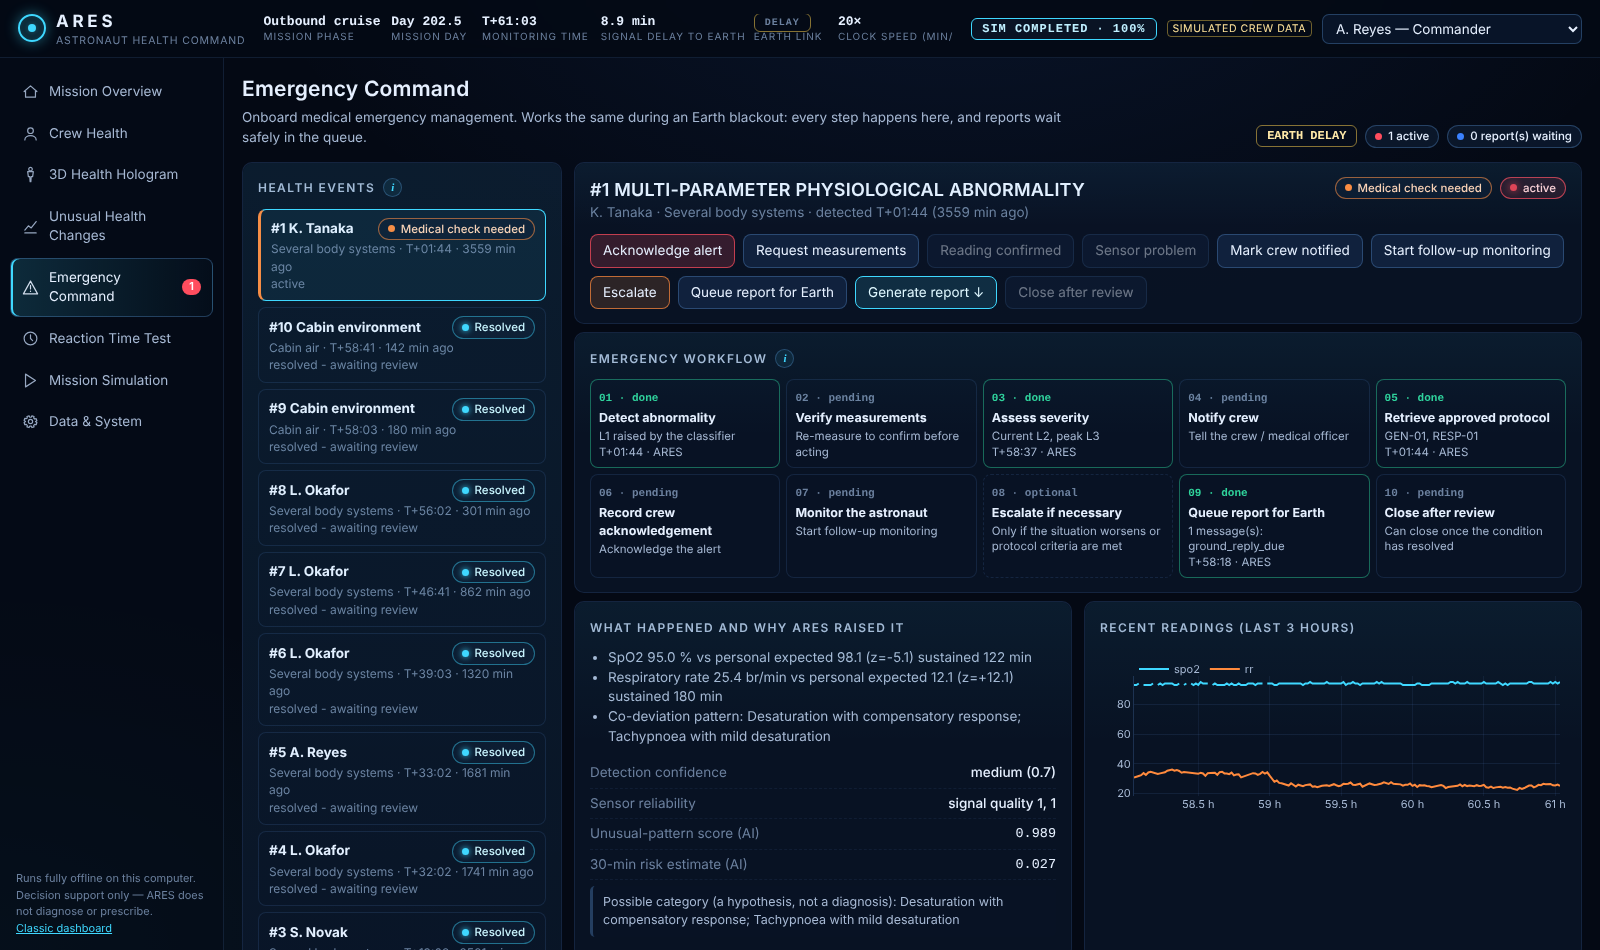 ARES
ASTRONAUT HEALTH COMMAND
Outbound cruise
MISSION PHASE
Day 202.5
MISSION DAY
T+61:03
MONITORING TIME
8.9 min
SIGNAL DELAY TO EARTH
DELAY
EARTH LINK
20×
CLOCK SPEED (MIN/
SIM COMPLETED · 100%
SIMULATED CREW DATA
A. Reyes — Commander
Mission Overview
Crew Health
3D Health Hologram
Unusual Health
Changes
Emergency
Command
1
Reaction Time Test
Mission Simulation
Data & System
Runs fully offline on this computer.
Decision support only — ARES does
not diagnose or prescribe.
Classic dashboard
Emergency Command
Onboard medical emergency management. Works the same during an Earth blackout: every step happens here, and reports wait
safely in the queue.
EARTH DELAY
1 active
0 report(s) waiting
HEALTH EVENTS
i
#1 K. Tanaka
Medical check needed
Several body systems · T+01:44 · 3559 min
ago
active
#10 Cabin environment
Resolved
Cabin air · T+58:41 · 142 min ago
resolved - awaiting review
#9 Cabin environment
Resolved
Cabin air · T+58:03 · 180 min ago
resolved - awaiting review
#8 L. Okafor
Resolved
Several body systems · T+56:02 · 301 min ago
resolved - awaiting review
#7 L. Okafor
Resolved
Several body systems · T+46:41 · 862 min ago
resolved - awaiting review
#6 L. Okafor
Resolved
Several body systems · T+39:03 · 1320 min
ago
resolved - awaiting review
#5 A. Reyes
Resolved
Several body systems · T+33:02 · 1681 min
ago
resolved - awaiting review
#4 L. Okafor
Resolved
Several body systems · T+32:02 · 1741 min ago
resolved - awaiting review
#3 S. Novak
Resolved
#1 MULTI-PARAMETER PHYSIOLOGICAL ABNORMALITY
Medical check needed
active
K. Tanaka · Several body systems · detected T+01:44 (3559 min ago)
Acknowledge alert
Request measurements
Reading confirmed
Sensor problem
Mark crew notified
Start follow-up monitoring
Escalate
Queue report for Earth
Generate report ↓
Close after review
EMERGENCY WORKFLOW
i
01 · done
Detect abnormality
L1 raised by the classifier
T+01:44 · ARES
02 · pending
Verify measurements
Re-measure to confirm before
acting
03 · done
Assess severity
Current L2, peak L3
T+58:37 · ARES
04 · pending
Notify crew
Tell the crew / medical officer
05 · done
Retrieve approved protocol
GEN-01, RESP-01
T+01:44 · ARES
06 · pending
Record crew
acknowledgement
Acknowledge the alert
07 · pending
Monitor the astronaut
Start follow-up monitoring
08 · optional
Escalate if necessary
Only if the situation worsens or
protocol criteria are met
09 · done
Queue report for Earth
1 message(s):
ground_reply_due
T+58:18 · ARES
10 · pending
Close after review
Can close once the condition
has resolved
WHAT HAPPENED AND WHY ARES RAISED IT
• SpO2 95.0 % vs personal expected 98.1 (z=-5.1) sustained 122 min
• Respiratory rate 25.4 br/min vs personal expected 12.1 (z=+12.1)
sustained 180 min
• Co-deviation pattern: Desaturation with compensatory response;
Tachypnoea with mild desaturation
Detection confidence
medium (0.7)
Sensor reliability
signal quality 1, 1
Unusual-pattern score (AI)
0.989
30-min risk estimate (AI)
0.027
Possible category (a hypothesis, not a diagnosis): Desaturation with
compensatory response; Tachypnoea with mild desaturation
RECENT READINGS (LAST 3 HOURS)
spo2
rr
80
60
40
20
58.5 h
59 h
59.5 h
60 h
60.5 h
61 h